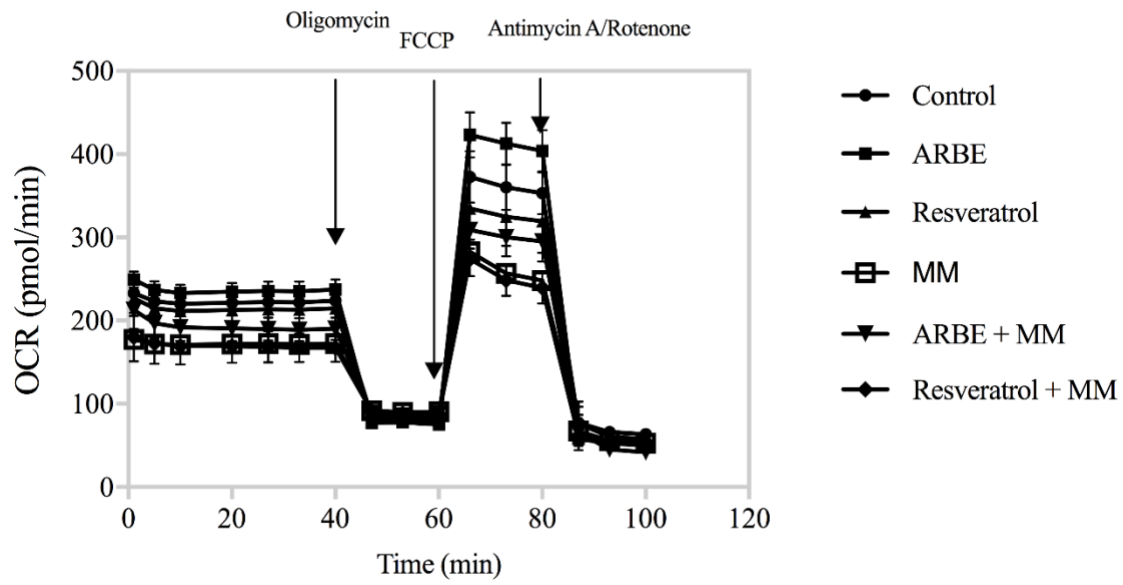 Oligomycin
FCCP
Antimycin A/Rotenone
500
400
300
200
100
0
OCR (pmol/min)
0 20 40 60 80 100 120
Time (min)
Control
ARBE
Resveratrol
MM
ARBE + MM
Resveratrol + MM